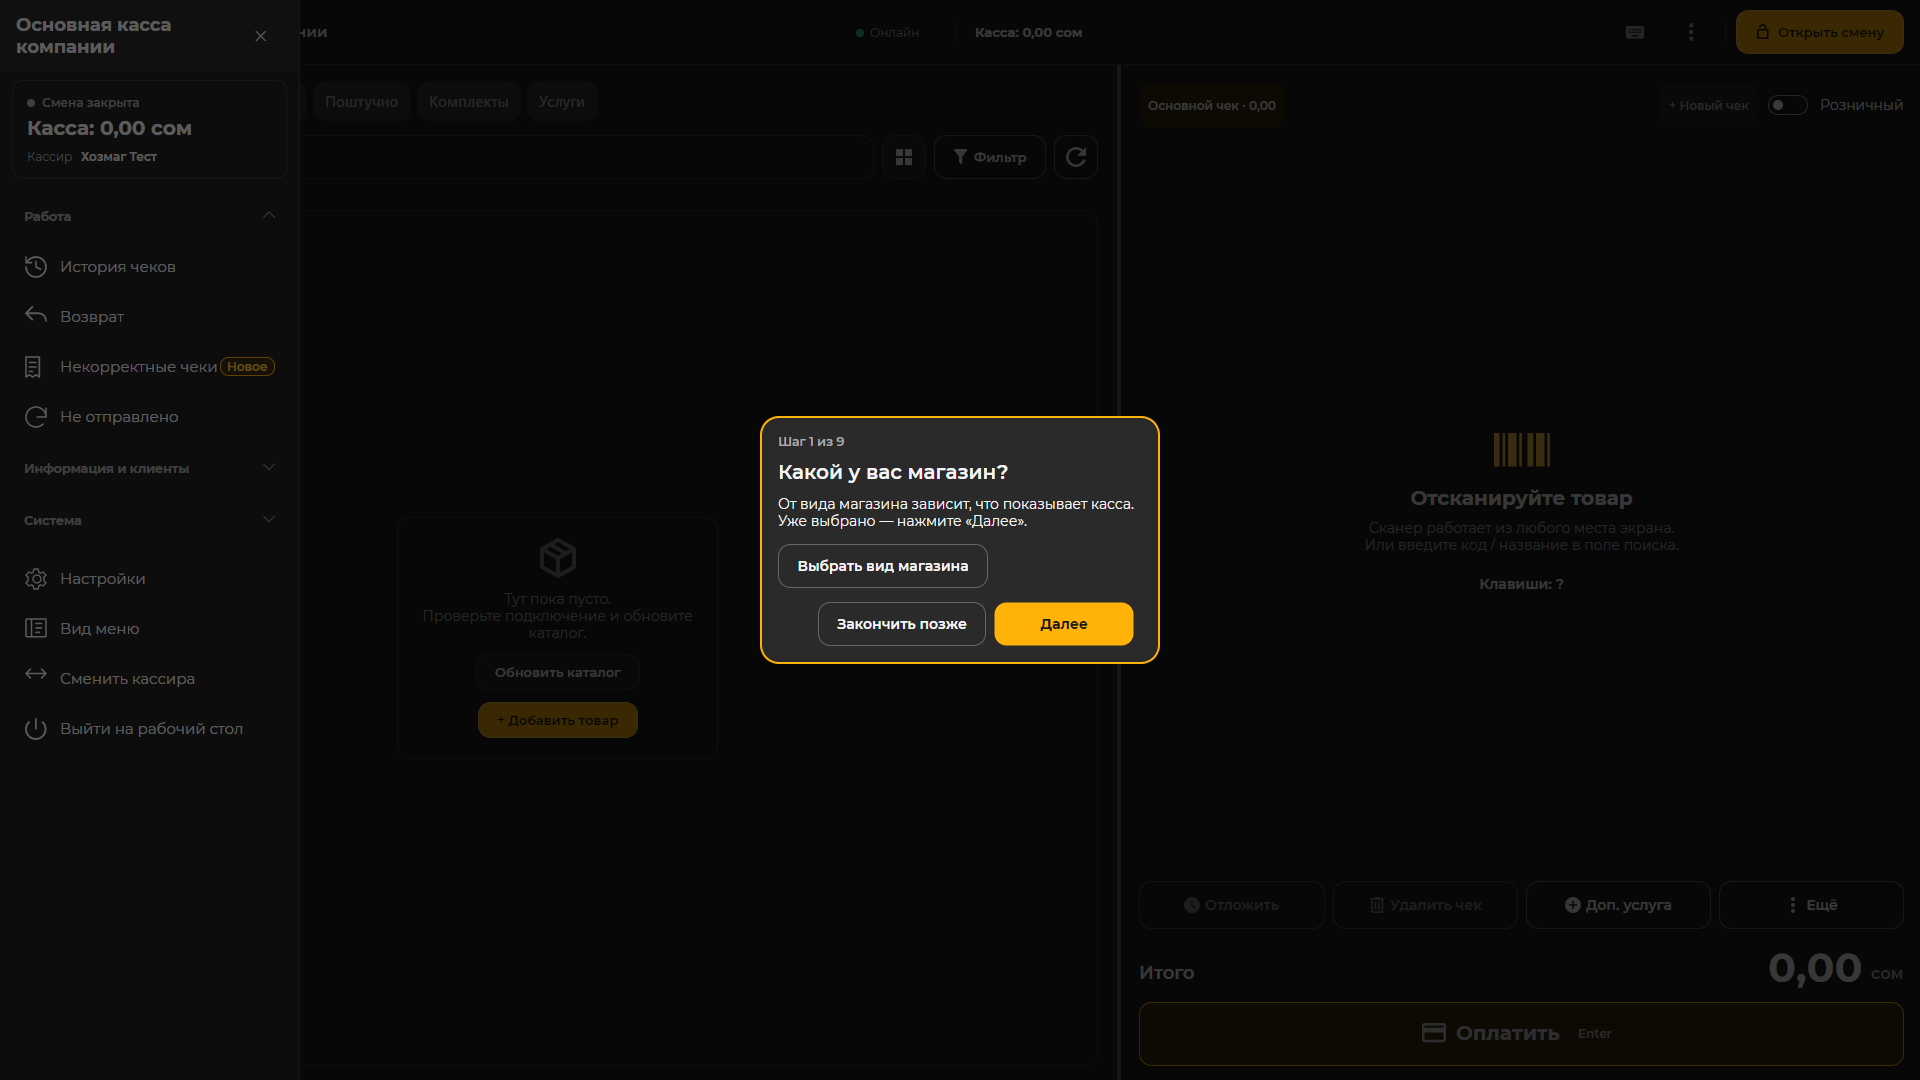 Основная касса
компании
Смена закрыта
Касса: 0,00 сом
Кассир Хозмаг Тест
Работа
История чеков
Возврат
Некорректные чеки Новое
Не отправлено
Информация и клиенты
Система
Настройки
Вид меню
Сменить кассира
Выйти на рабочий стол
нии
Онлайн
Касса: 0,00 сом
Открыть смену
Поштучно
Комплекты
Услуги
Фильтр
Тут пока пусто.
Проверьте подключение и обновите
каталог.
Обновить каталог
+ Добавить товар
Шаг 1 из 9
Какой у вас магазин?
От вида магазина зависит, что показывает касса.
Уже выбрано — нажмите «Далее».
Выбрать вид магазина
Закончить позже
Далее
Основной чек · 0,00
+ Новый чек
Розничный
Отсканируйте товар
Сканер работает из любого места экрана.
Или введите код / название в поле поиска.
Клавиши: ?
Отложить
Удалить чек
Доп. услуга
Ещё
Итого
0,00 сом
Оплатить Enter